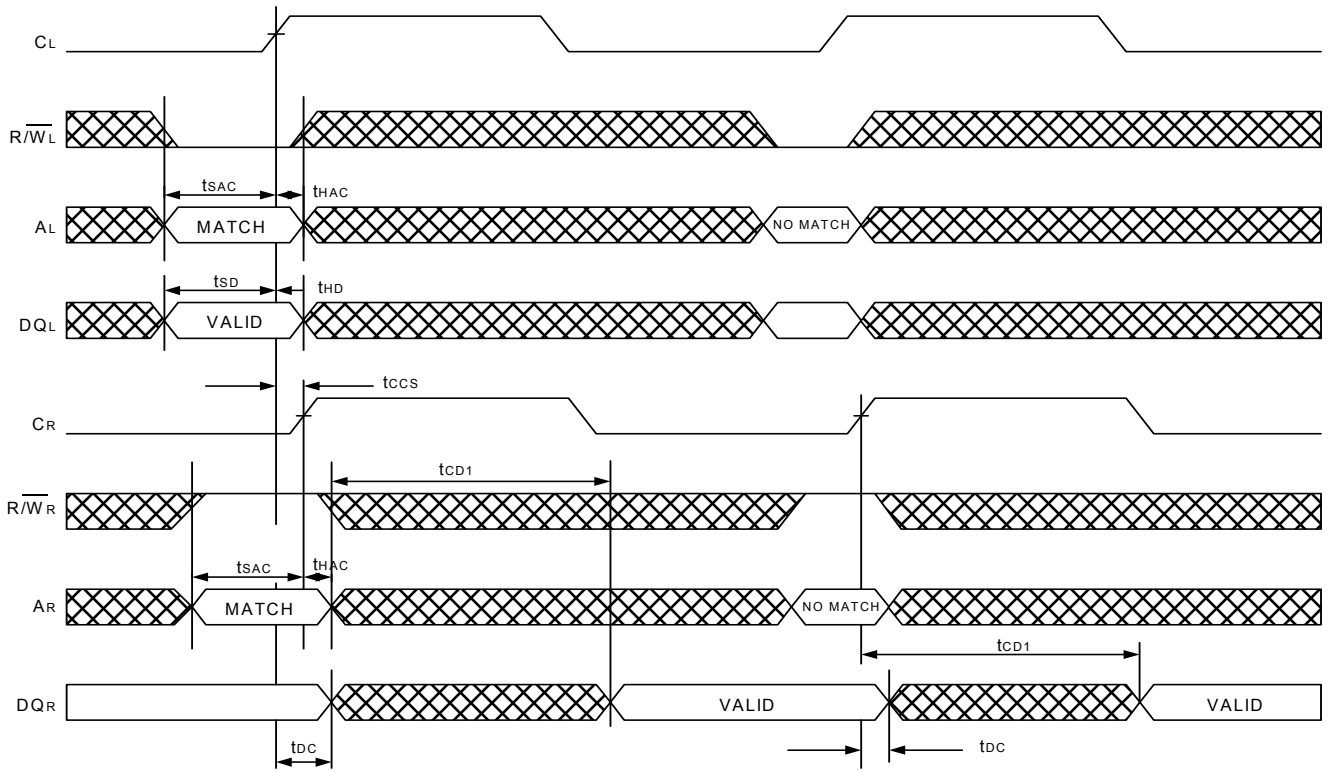 CL
R/WL
tSAC
tHAC
AL
MATCH
NO MATCH
tSD
tHD
DQL
VALID
tCCS
CR
tCD1
R/WR
tSAC
tHAC
AR
MATCH
NO MATCH
tCD1
DQR
VALID
VALID
tDC
tDC